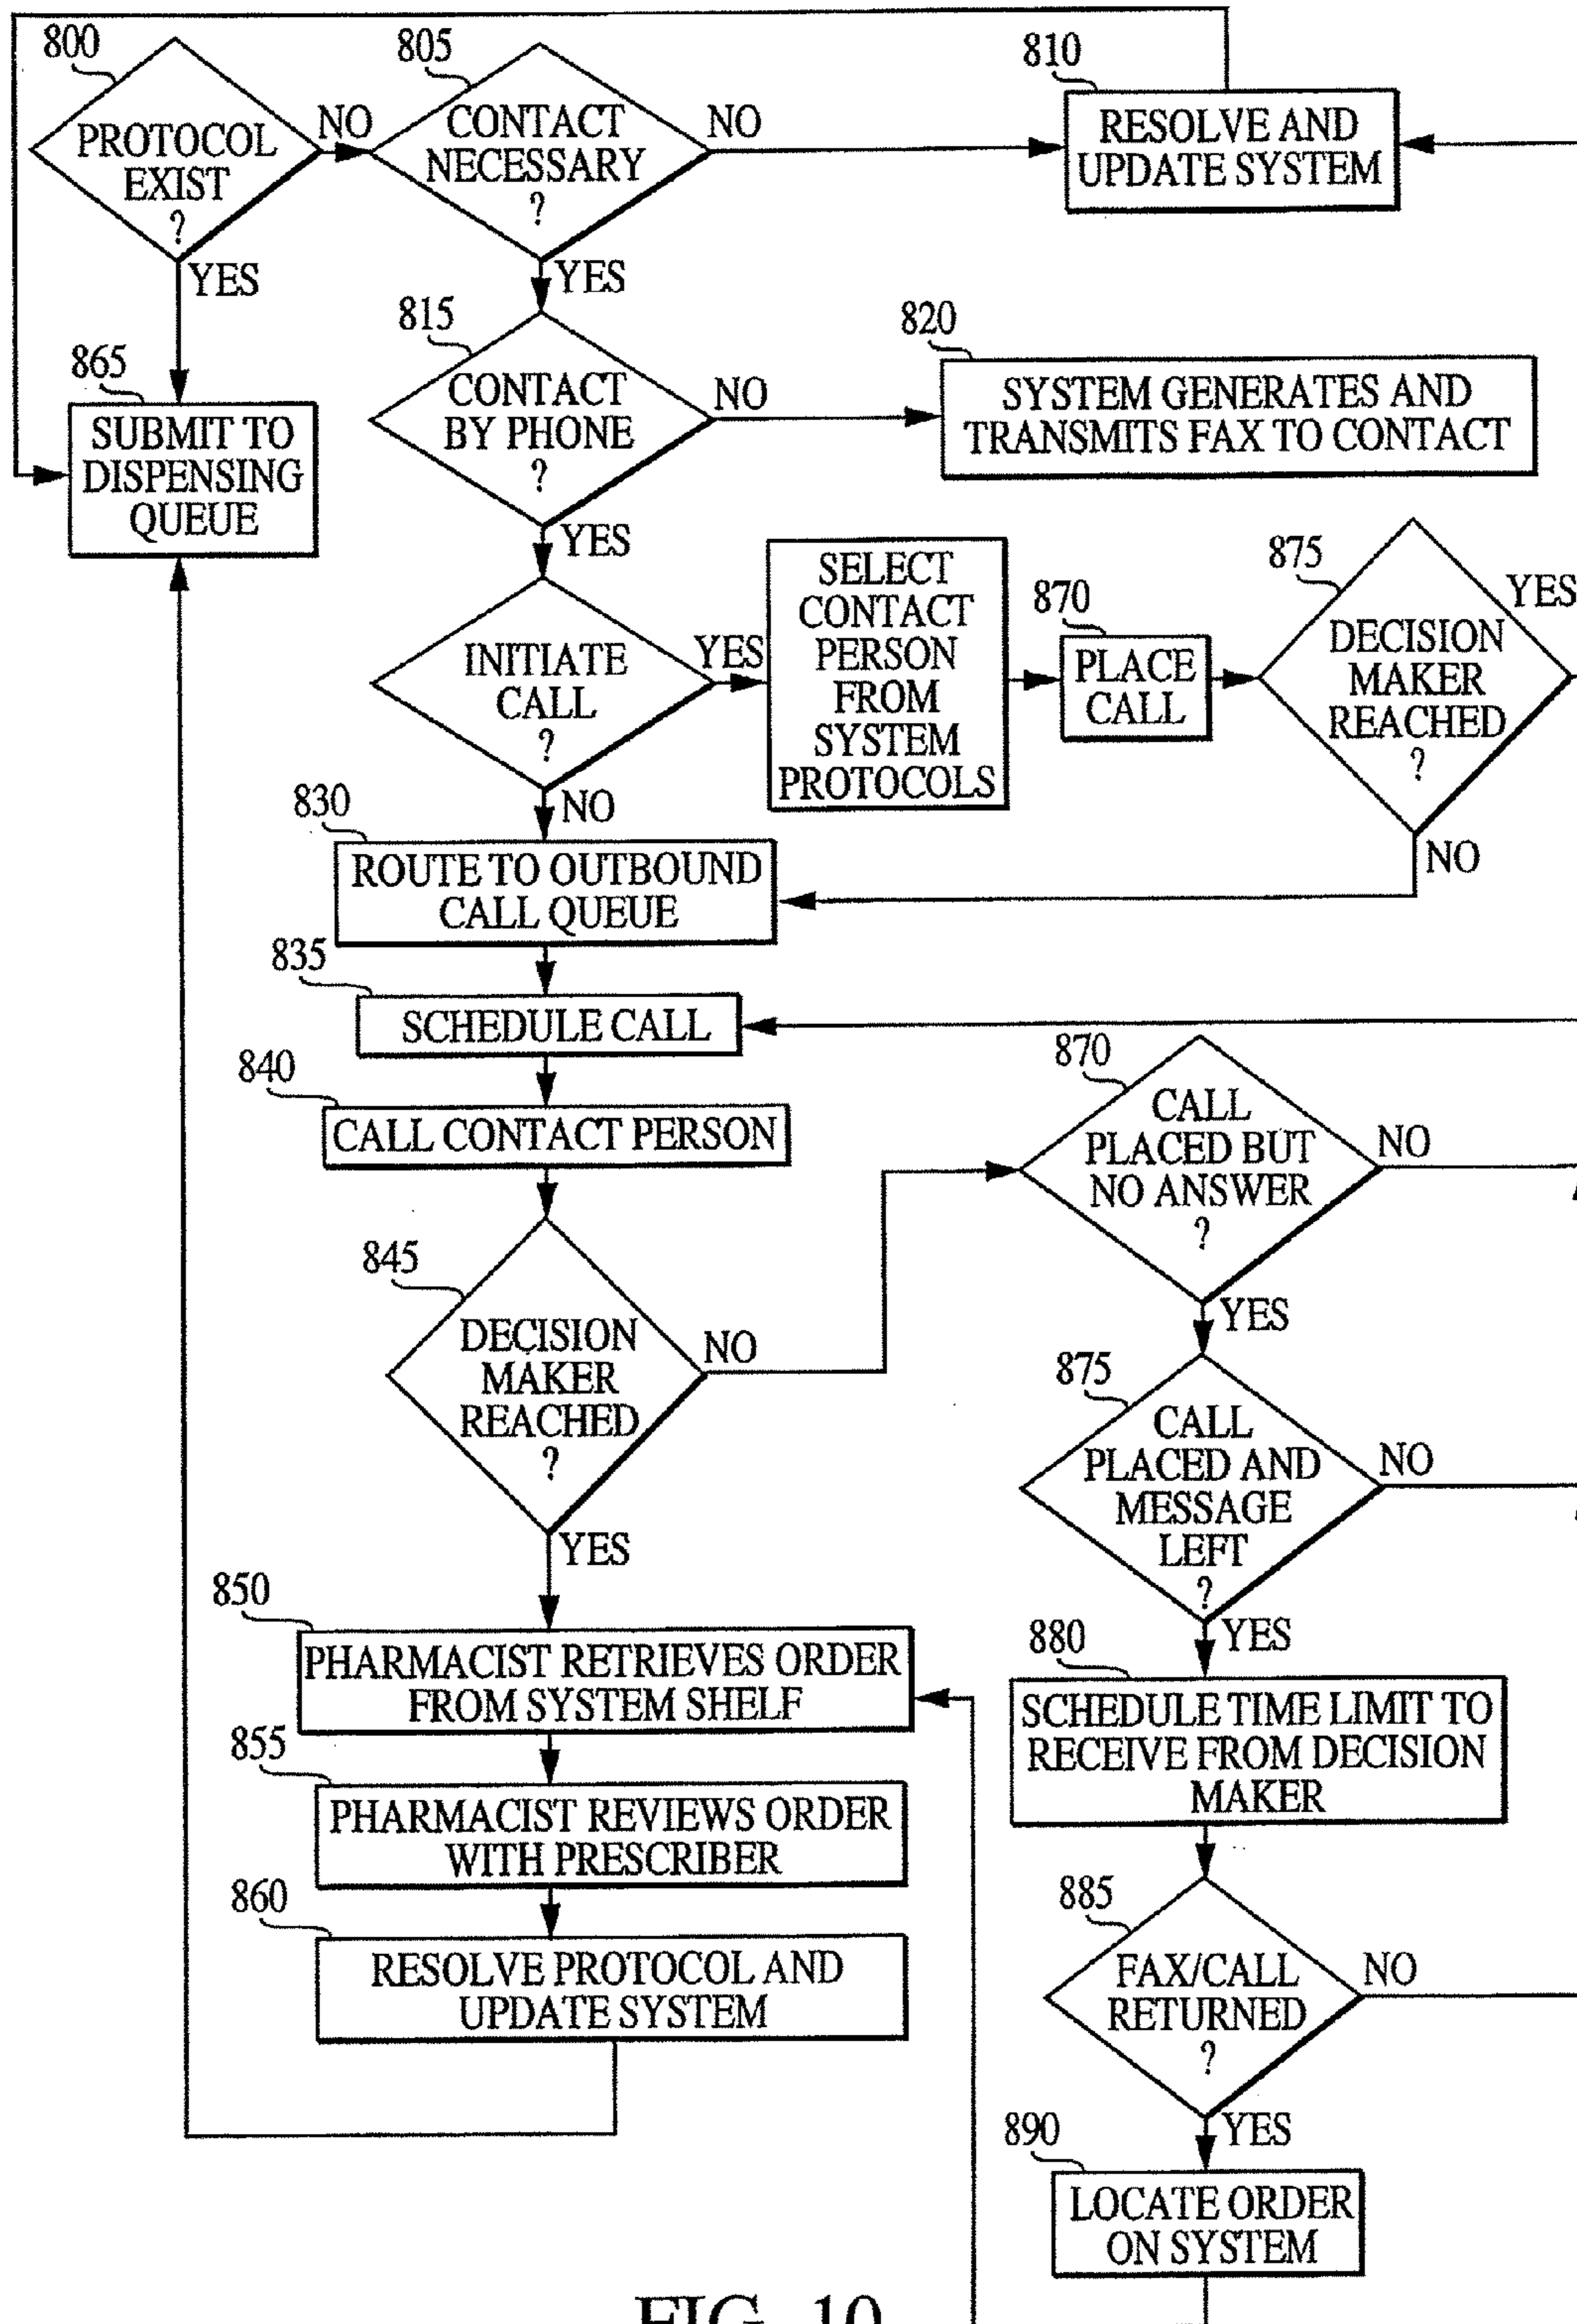 800
PROTOCOL
EXIST
?
NO
YES
805
CONTACT
NECESSARY
?
NO
YES
810
RESOLVE AND
UPDATE SYSTEM
865
SUBMIT TO
DISPENSING
QUEUE
815
CONTACT
BY PHONE
?
NO
YES
820
SYSTEM GENERATES AND
TRANSMITS FAX TO CONTACT
INITIATE
CALL
?
YES
NO
SELECT
CONTACT
PERSON
FROM
SYSTEM
PROTOCOLS
870
PLACE
CALL
875
DECISION
MAKER
REACHED
?
YES
NO
830
ROUTE TO OUTBOUND
CALL QUEUE
835
SCHEDULE CALL
840
CALL CONTACT PERSON
845
DECISION
MAKER
REACHED
?
NO
YES
870
CALL
PLACED BUT
NO ANSWER
?
NO
YES
875
CALL
PLACED AND
MESSAGE
LEFT
?
NO
YES
850
PHARMACIST RETRIEVES ORDER
FROM SYSTEM SHELF
855
PHARMACIST REVIEWS ORDER
WITH PRESCRIBER
860
RESOLVE PROTOCOL AND
UPDATE SYSTEM
880
SCHEDULE TIME LIMIT TO
RECEIVE FROM DECISION
MAKER
885
FAX/CALL
RETURNED
?
NO
YES
890
LOCATE ORDER
ON SYSTEM
FIG. 10